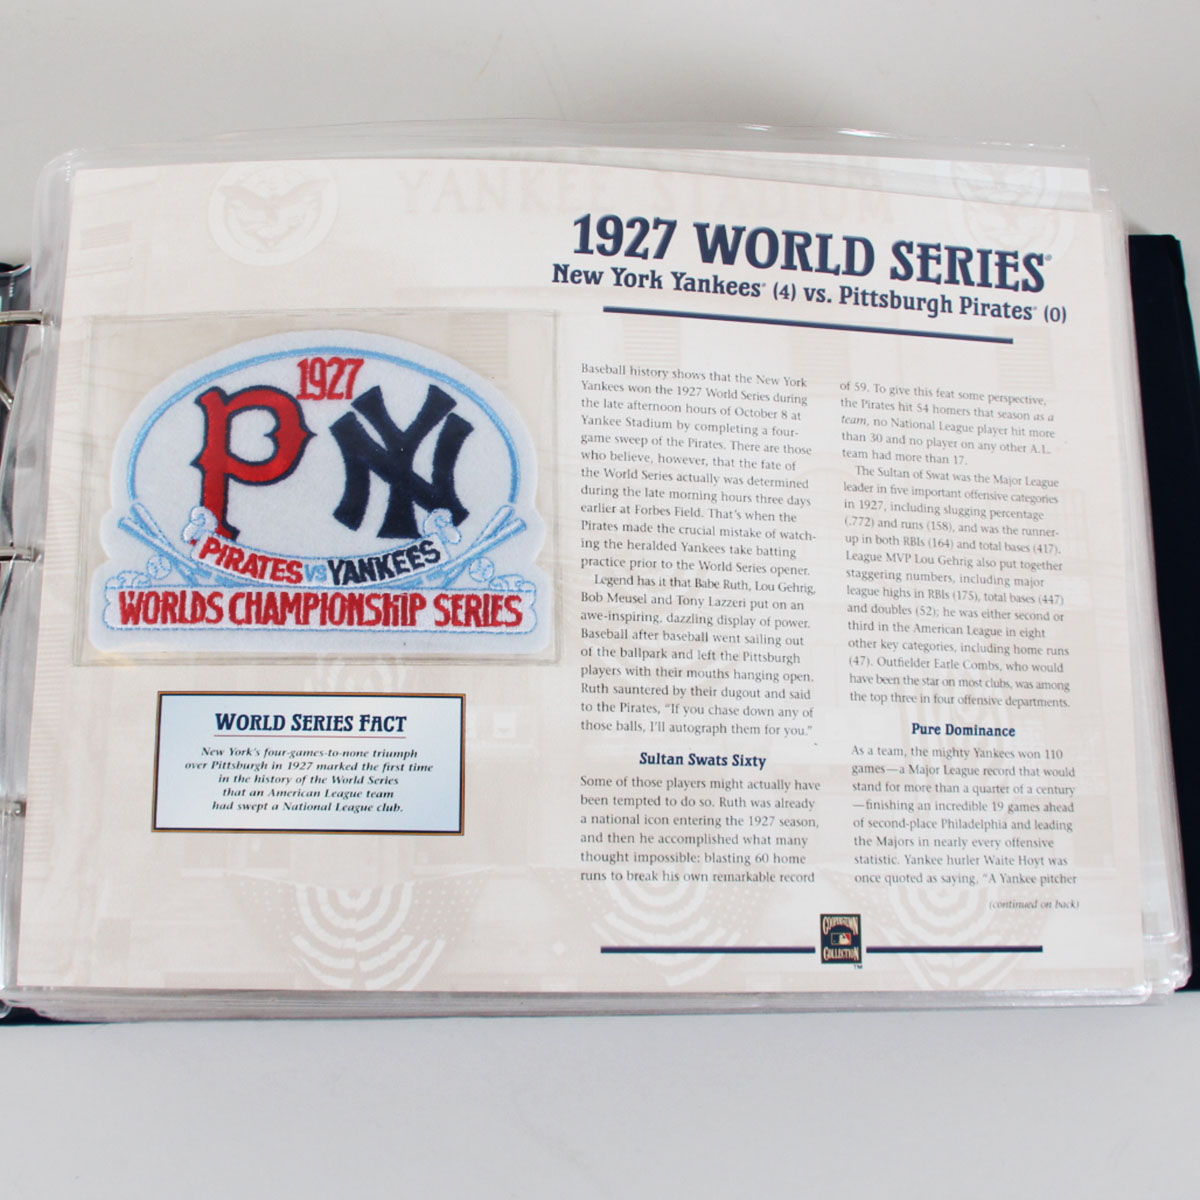 YANKEE STADIUM
1927 WORLD SERIES
New York Yankees (4) vs. Pittsburgh Pirates (0)
1927
P NY
PIRATES VS YANKEES
WORLDS CHAMPIONSHIP SERIES
WORLD SERIES FACT
New York's four-games-to-none triumph
over Pittsburgh in 1927 marked the first time
in the history of the World Series
that an American League team
had swept a National League club.
Baseball history shows that the New York
Yankees won the 1927 World Series during
the late afternoon hours of October 8 at
Yankee Stadium by completing a four-
game sweep of the Pirates. There are those
who believe, however, that the fate of
the World Series actually was determined
during the late morning hours three days
earlier at Forbes Field. That's when the
Pirates made the crucial mistake of watch-
ing the heralded Yankees take batting
practice prior to the World Series opener.
Legend has it that Babe Ruth, Lou Gehrig,
Bob Meusel and Tony Lazzeri put on an
awe-inspiring, dazzling display of power.
Baseball after baseball went sailing out
of the ballpark and left the Pittsburgh
players with their mouths hanging open.
Ruth sauntered by their dugout and said
to the Pirates, "If you chase down any of
those balls, I'll autograph them for you."
Sultan Swats Sixty
Some of those players might actually have
been tempted to do so. Ruth was already
a national icon entering the 1927 season,
and then he accomplished what many
thought impossible: blasting 60 home
runs to break his own remarkable record
of 59. To give this feat some perspective,
the Pirates hit 54 homers that season as a
team, no National League player hit more
than 30 and no player on any other A.L.
team had more than 17.
The Sultan of Swat was the Major League
leader in five important offensive categories
in 1927, including slugging percentage
(.772) and runs (158), and was the runner-
up in both RBIs (164) and total bases (417).
League MVP Lou Gehrig also put together
staggering numbers, including major
league highs in RBIs (175), total bases (447)
and doubles (52); he was either second or
third in the American League in eight
other key categories, including home runs
(47). Outfielder Earle Combs, who would
have been the star on most clubs, was among
the top three in four offensive departments.
Pure Dominance
As a team, the mighty Yankees won 110
games—a Major League record that would
stand for more than a quarter of a century
—finishing an incredible 19 games ahead
of second-place Philadelphia and leading
the Majors in nearly every offensive
statistic. Yankee hurler Waite Hoyt was
once quoted as saying, "A Yankee pitcher
(continued on back)
COOPERSTOWN
COLLECTION
TM